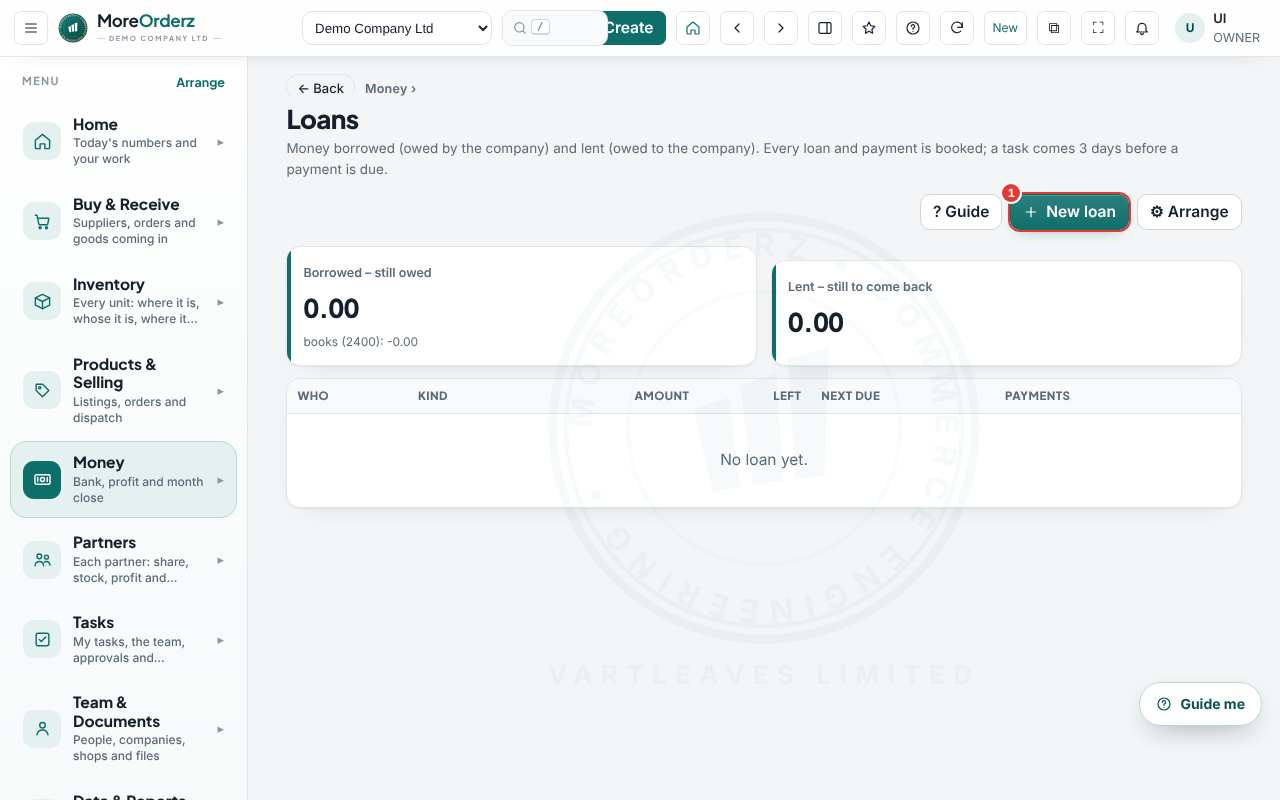 MoreOrderz
— DEMO COMPANY LTD —
Demo Company Ltd
/
Create
New
U
UI
OWNER
MENU
Arrange
Home
Today's numbers and
your work
Buy & Receive
Suppliers, orders and
goods coming in
Inventory
Every unit: where it is,
whose it is, where it...
Products &
Selling
Listings, orders and
dispatch
Money
Bank, profit and month
close
Partners
Each partner: share,
stock, profit and...
Tasks
My tasks, the team,
approvals and...
Team &
Documents
People, companies,
shops and files
Data & Reports
← Back
Money ›
Loans
Money borrowed (owed by the company) and lent (owed to the company). Every loan and payment is booked; a task comes 3 days before a
payment is due.
? Guide
1
+ New loan
⚙ Arrange
Borrowed – still owed
0.00
books (2400): -0.00
Lent – still to come back
0.00
WHO KIND AMOUNT LEFT NEXT DUE PAYMENTS
No loan yet.
MOREORDERZ • COMMERCE ENGINEERING •
VARTLEAVES LIMITED
Guide me